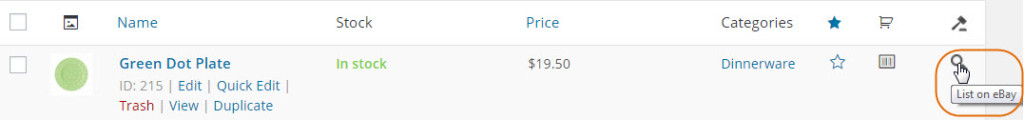 Name Stock Price Categories
Green Dot Plate In stock $19.50 Dinnerware
ID: 215 | Edit | Quick Edit |
Trash | View | Duplicate
List on eBay